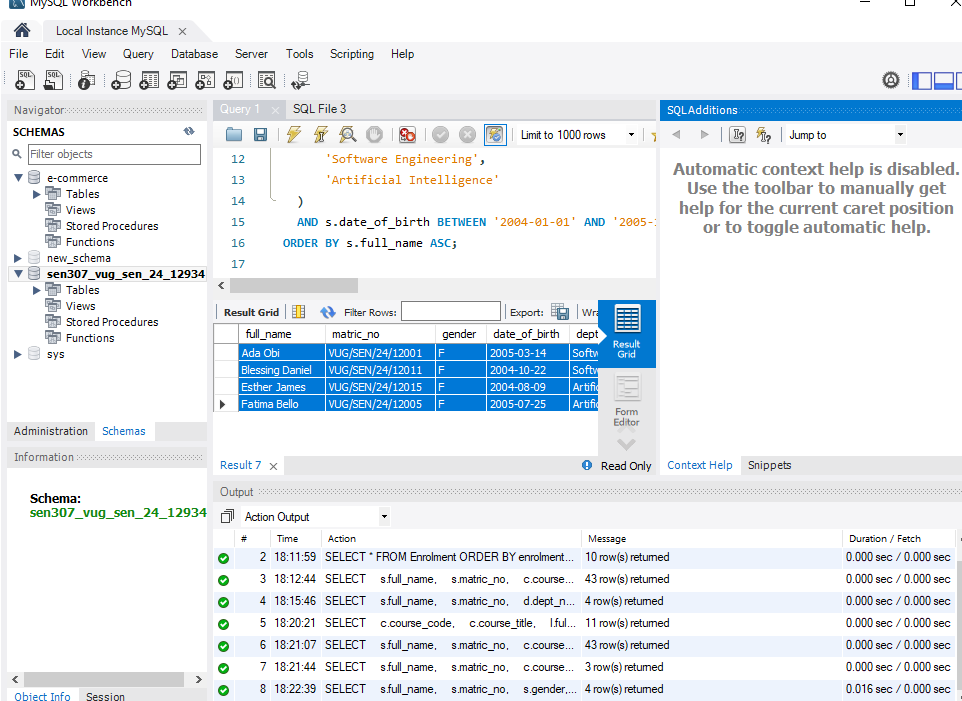 MySQL Workbench
Local Instance MySQL ×
File Edit View Query Database Server Tools Scripting Help
Navigator
SCHEMAS
Filter objects
e-commerce
Tables
Views
Stored Procedures
Functions
new_schema
sen307_vug_sen_24_12934
Tables
Views
Stored Procedures
Functions
sys
Administration Schemas
Information
Schema:
sen307_vug_sen_24_12934
Object Info Session
Query 1 × SQL File 3
Limit to 1000 rows
12 'Software Engineering',
13 'Artificial Intelligence'
14 )
15 AND s.date_of_birth BETWEEN '2004-01-01' AND '2005-
16 ORDER BY s.full_name ASC;
17
Result Grid Filter Rows: Export: Wra
full_name matric_no gender date_of_birth dept
Ada Obi VUG/SEN/24/12001 F 2005-03-14 Softw
Blessing Daniel VUG/SEN/24/12011 F 2004-10-22 Softw
Esther James VUG/SEN/24/12015 F 2004-08-09 Artific
Fatima Bello VUG/SEN/24/12005 F 2005-07-25 Artific
Result Grid
Form Editor
Result 7 × Read Only
SQLAdditions
Jump to
Automatic context help is disabled.
Use the toolbar to manually get
help for the current caret position
or to toggle automatic help.
Context Help Snippets
Output
Action Output
# Time Action Message Duration / Fetch
2 18:11:59 SELECT * FROM Enrolment ORDER BY enrolment... 10 row(s) returned 0.000 sec / 0.000 sec
3 18:12:44 SELECT s.full_name, s.matric_no, c.course... 43 row(s) returned 0.000 sec / 0.000 sec
4 18:15:46 SELECT s.full_name, s.matric_no, d.dept_n... 4 row(s) returned 0.000 sec / 0.000 sec
5 18:20:21 SELECT c.course_code, c.course_title, l.ful... 11 row(s) returned 0.000 sec / 0.000 sec
6 18:21:07 SELECT s.full_name, s.matric_no, c.course... 43 row(s) returned 0.000 sec / 0.000 sec
7 18:21:44 SELECT s.full_name, s.matric_no, c.course... 3 row(s) returned 0.000 sec / 0.000 sec
8 18:22:39 SELECT s.full_name, s.matric_no, s.gender,... 4 row(s) returned 0.016 sec / 0.000 sec